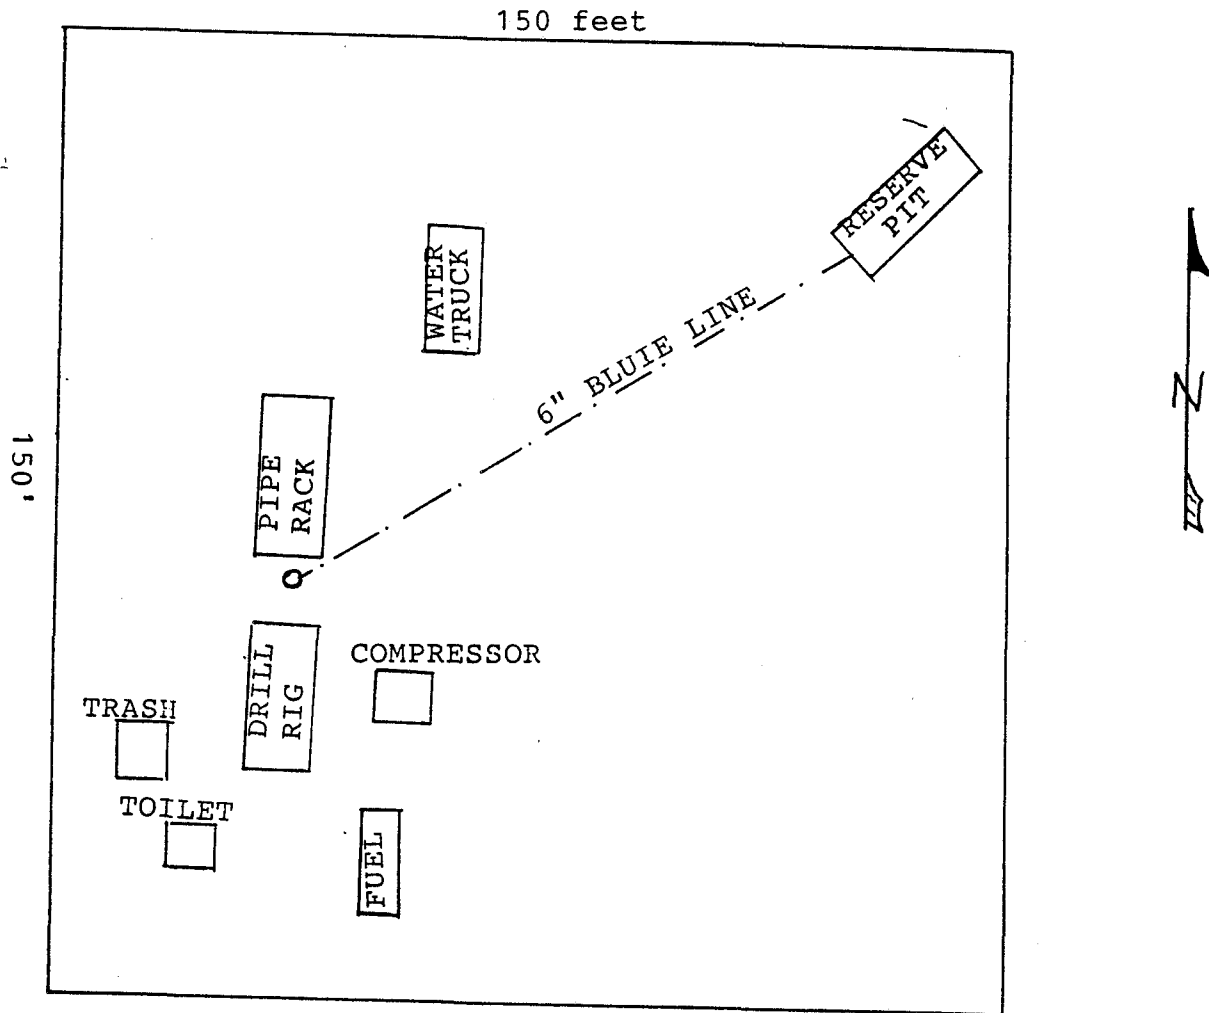 150 feet
RESERVE
PIT
WATER
TRUCK
6" BLUIE LINE
150'
PIPE
RACK
DRILL
RIG
COMPRESSOR
TRASH
TOILET
FUEL
N